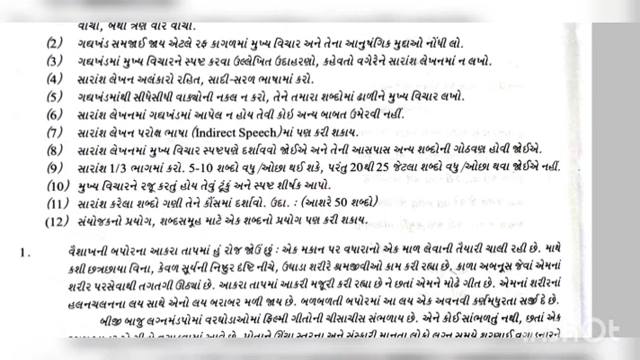 વાંચો, બેથી ત્રણ વાર વાંચો.
(2) ગદ્યખંડ સમજાઈ જાય એટલે રફ કાગળમાં મુખ્ય વિચાર અને તેના આનુષંગિક મુદ્દાઓ નોંધી લો.
(3) ગદ્યખંડમાં મુખ્ય વિચારને સ્પષ્ટ કરવા ઉલ્લેખિત ઉદાહરણો, કહેવતો વગેરેને સારાંશ લેખનમાં ન લખો.
(4) સારાંશ લેખન અલંકારો રહિત, સાદી-સરળ ભાષામાં કરો.
(5) ગદ્યખંડમાંથી સીધેસીધી વાક્યોની નકલ ન કરો, તેને તમારા શબ્દોમાં ઢાળીને મુખ્ય વિચાર લખો.
(6) સારાંશ લેખનમાં ગદ્યખંડમાં આપેલ ન હોય તેવી કોઈ અન્ય બાબત ઉમેરવી નહીં.
(7) સારાંશ લેખન પરોક્ષ ભાષા (Indirect Speech)માં પણ કરી શકાય.
(8) સારાંશ લેખનમાં મુખ્ય વિચાર સ્પષ્ટપણે દર્શાવવો જોઈએ અને તેની આસપાસ અન્ય શબ્દોની ગોઠવણ હોવી જોઈએ.
(9) સારાંશ 1/3 ભાગમાં કરો. 5-10 શબ્દો વધુ/ઓછા થઈ શકે, પરંતુ 20થી 25 જેટલા શબ્દો વધુ/ઓછા થવા જોઈએ નહીં.
(10) મુખ્ય વિચારને રજૂ કરતું હોય તેવું ટૂંકું અને સ્પષ્ટ શીર્ષક આપો.
(11) સારાંશ કરેલા શબ્દો ગણી તેને કૌંસમાં દર્શાવો. ઉદા. : (આશરે 50 શબ્દો)
(12) સંયોજકનો પ્રયોગ, શબ્દસમૂહ માટે એક શબ્દનો પ્રયોગ પણ કરી શકાય.
1. વૈશાખની બપોરના આકરા તાપમાં હું રોજ જોઉં છું : એક મકાન પર વધારાનો એક માળ લેવાની તૈયારી ચાલી રહી છે. માથે
કશી છત્રછાયા વિના, કેવળ સૂર્યની નિષ્ઠુર દૃષ્ટિ નીચે, ઉઘાડા શરીરે શ્રમજીવીઓ કામ કરી રહ્યા છે. કાળા અબનૂસ જેવાં એમનાં
શરીર પરસેવાથી તગતગી ઊઠ્યાં છે. આકરા તાપમાં આકરી મજૂરી કરી રહ્યા ને છતાં એમને મોઢે ગીત છે. એમનાં શરીરનાં
હલનચલનના લય સાથે એનો લય બરાબર મળી જાય છે. બળબળતી બપોરમાં આ લય એક અવનવી કર્ણમધુરતા સર્જી દે છે.
બીજી બાજુ લગ્નમંડપોમાં વરઘોડાઓમાં ફિલ્મી ગીતોની ચીસાચીસ સંભળાય છે. એને કોઈ સાંભળતું નથી, છતાં એક